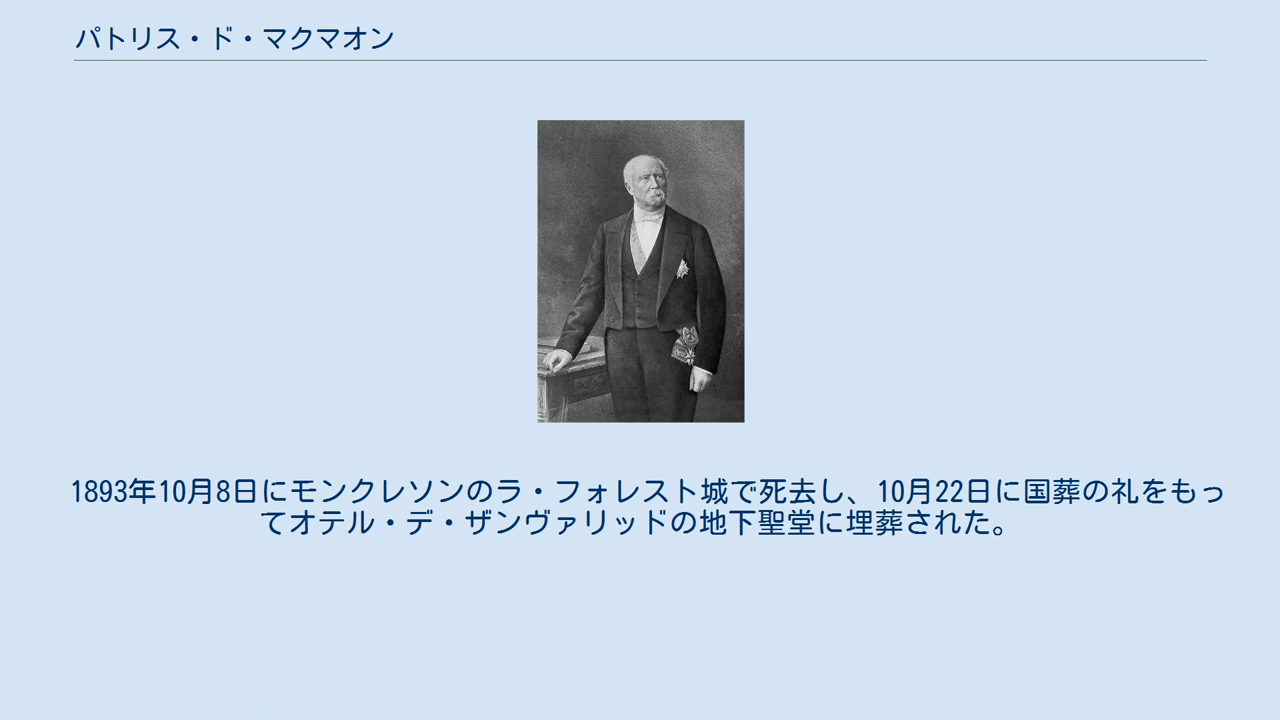 パトリス・ド・マクマオン
1893年10月8日にモンクレソンのラ・フォレスト城で死去し、10月22日に国葬の礼をもっ
てオテル・デ・ザンヴァリッドの地下聖堂に埋葬された。